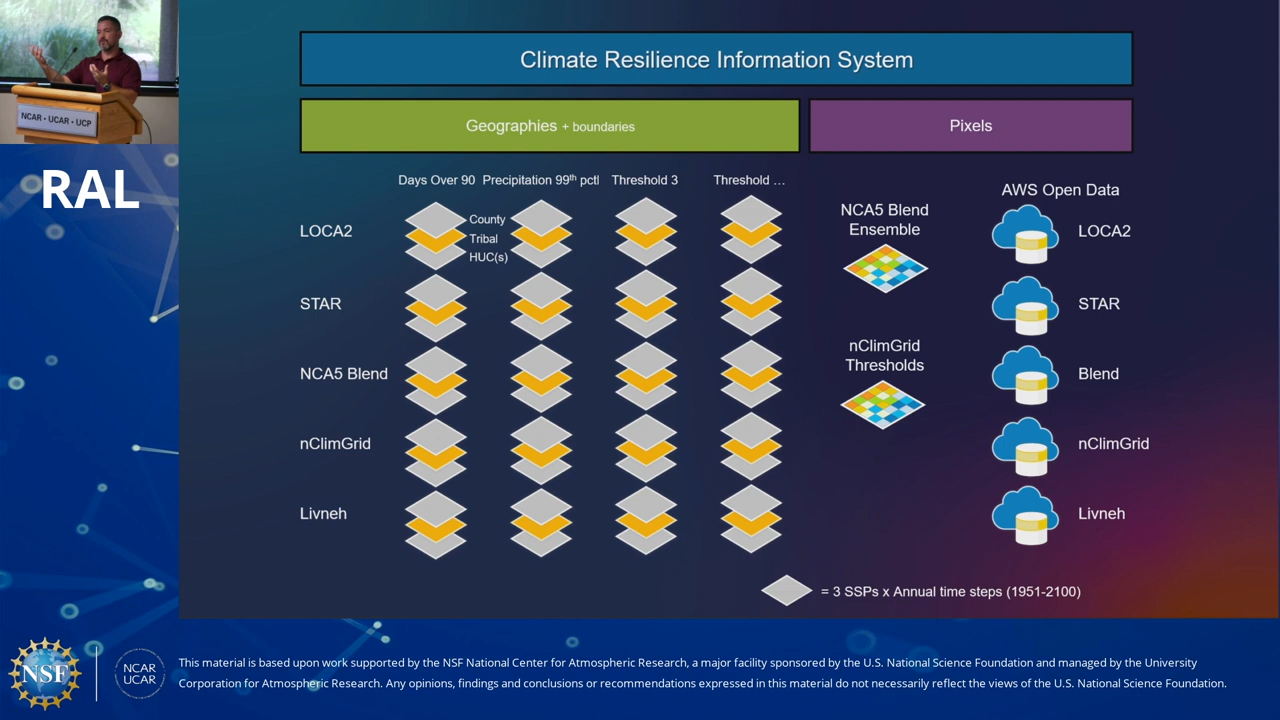 NCAR • UCAR • UCP
RAL
Climate Resilience Information System
Geographies + boundaries
Pixels
Days Over 90
Precipitation 99th pctl
Threshold 3
Threshold ...
County
Tribal
HUC(s)
LOCA2
STAR
NCA5 Blend
nClimGrid
Livneh
NCA5 Blend
Ensemble
nClimGrid
Thresholds
AWS Open Data
LOCA2
STAR
Blend
nClimGrid
Livneh
= 3 SSPs x Annual time steps (1951-2100)
NSF
NCAR
UCAR
This material is based upon work supported by the NSF National Center for Atmospheric Research, a major facility sponsored by the U.S. National Science Foundation and managed by the University
Corporation for Atmospheric Research. Any opinions, findings and conclusions or recommendations expressed in this material do not necessarily reflect the views of the U.S. National Science Foundation.